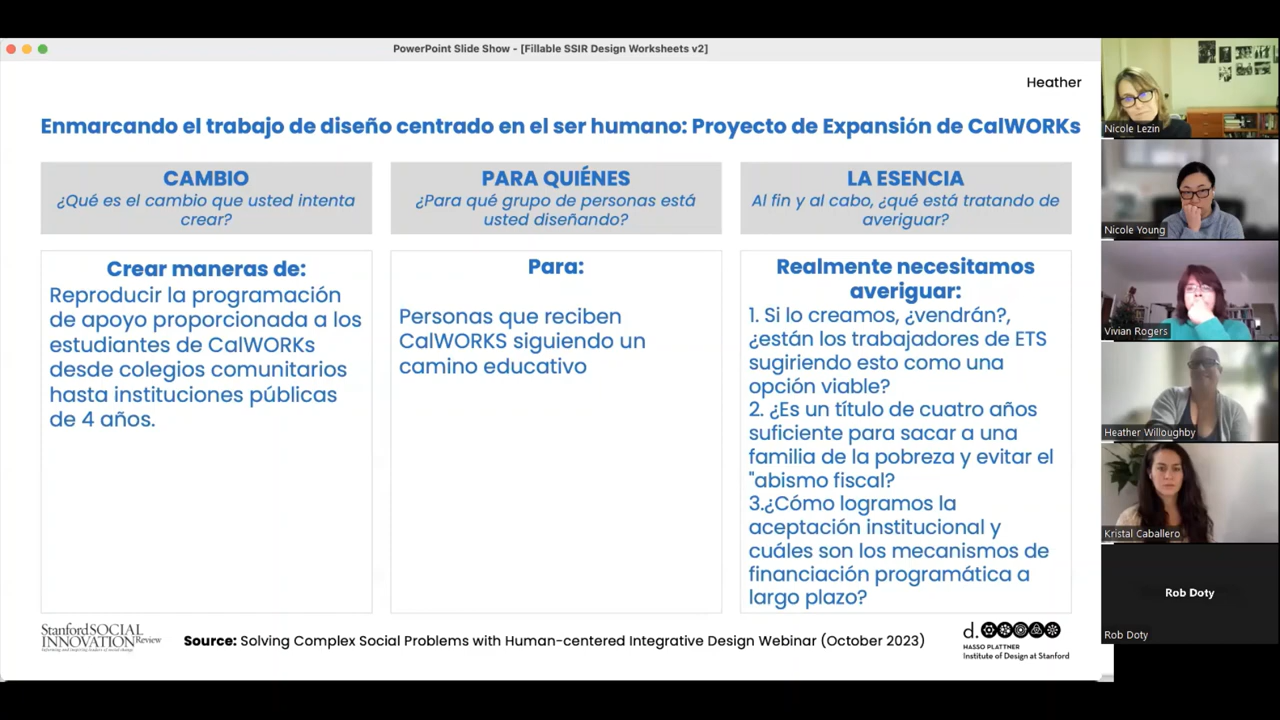 PowerPoint Slide Show - [Fillable SSIR Design Worksheets v2]
Heather
Enmarcando el trabajo de diseño centrado en el ser humano: Proyecto de Expansión de CalWORKs
CAMBIO
¿Qué es el cambio que usted intenta
crear?
PARA QUIÉNES
¿Para qué grupo de personas está
usted diseñando?
LA ESENCIA
Al fin y al cabo, ¿qué está tratando de
averiguar?
Crear maneras de:
Reproducir la programación
de apoyo proporcionada a los
estudiantes de CalWORKs
desde colegios comunitarios
hasta instituciones públicas
de 4 años.
Para:
Personas que reciben
CalWORKS siguiendo un
camino educativo
Realmente necesitamos
averiguar:
1. Si lo creamos, ¿vendrán?,
¿están los trabajadores de ETS
sugiriendo esto como una
opción viable?
2. ¿Es un título de cuatro años
suficiente para sacar a una
familia de la pobreza y evitar el
"abismo fiscal?
3.¿Cómo logramos la
aceptación institucional y
cuáles son los mecanismos de
financiación programática a
largo plazo?
Stanford SOCIAL
INNOVATION Review
Source: Solving Complex Social Problems with Human-centered Integrative Design Webinar (October 2023)
d.
HASSO PLATTNER
Institute of Design at Stanford
Nicole Lezin
Nicole Young
Vivian Rogers
Heather Willoughby
Kristal Caballero
Rob Doty
Rob Doty